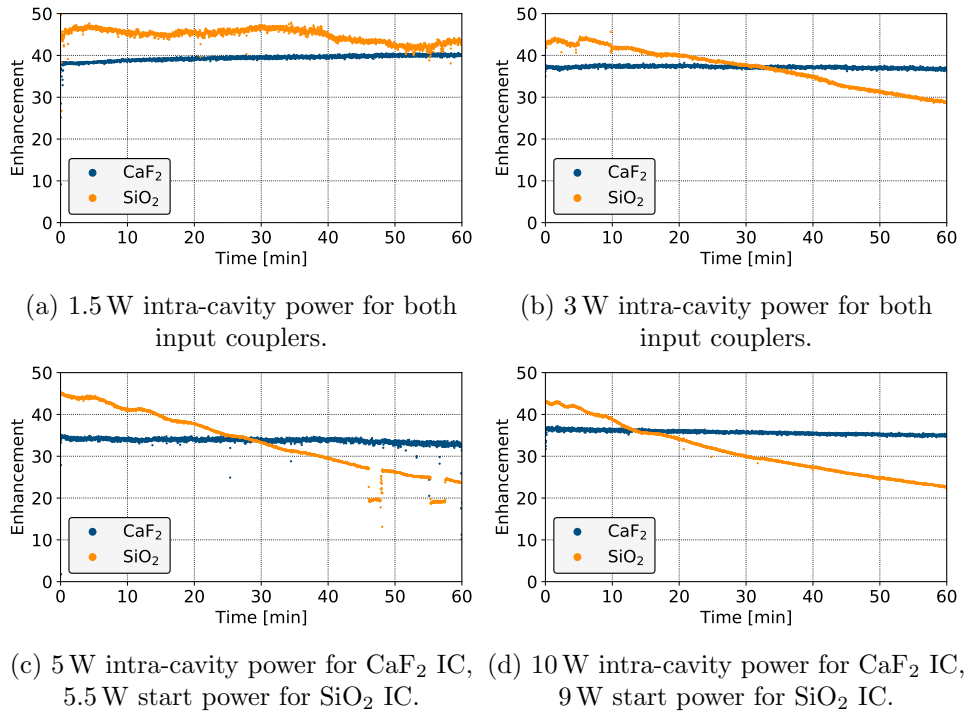 50
40
30
20
10
0
Enhancement
CaF₂
SiO₂
0 10 20 30 40 50 60
Time [min]
(a) 1.5 W intra-cavity power for both
input couplers.
50
40
30
20
10
0
Enhancement
CaF₂
SiO₂
0 10 20 30 40 50 60
Time [min]
(b) 3 W intra-cavity power for both
input couplers.
50
40
30
20
10
0
Enhancement
CaF₂
SiO₂
0 10 20 30 40 50 60
Time [min]
(c) 5 W intra-cavity power for CaF₂ IC,
5.5 W start power for SiO₂ IC.
50
40
30
20
10
0
Enhancement
CaF₂
SiO₂
0 10 20 30 40 50 60
Time [min]
(d) 10 W intra-cavity power for CaF₂ IC,
9 W start power for SiO₂ IC.